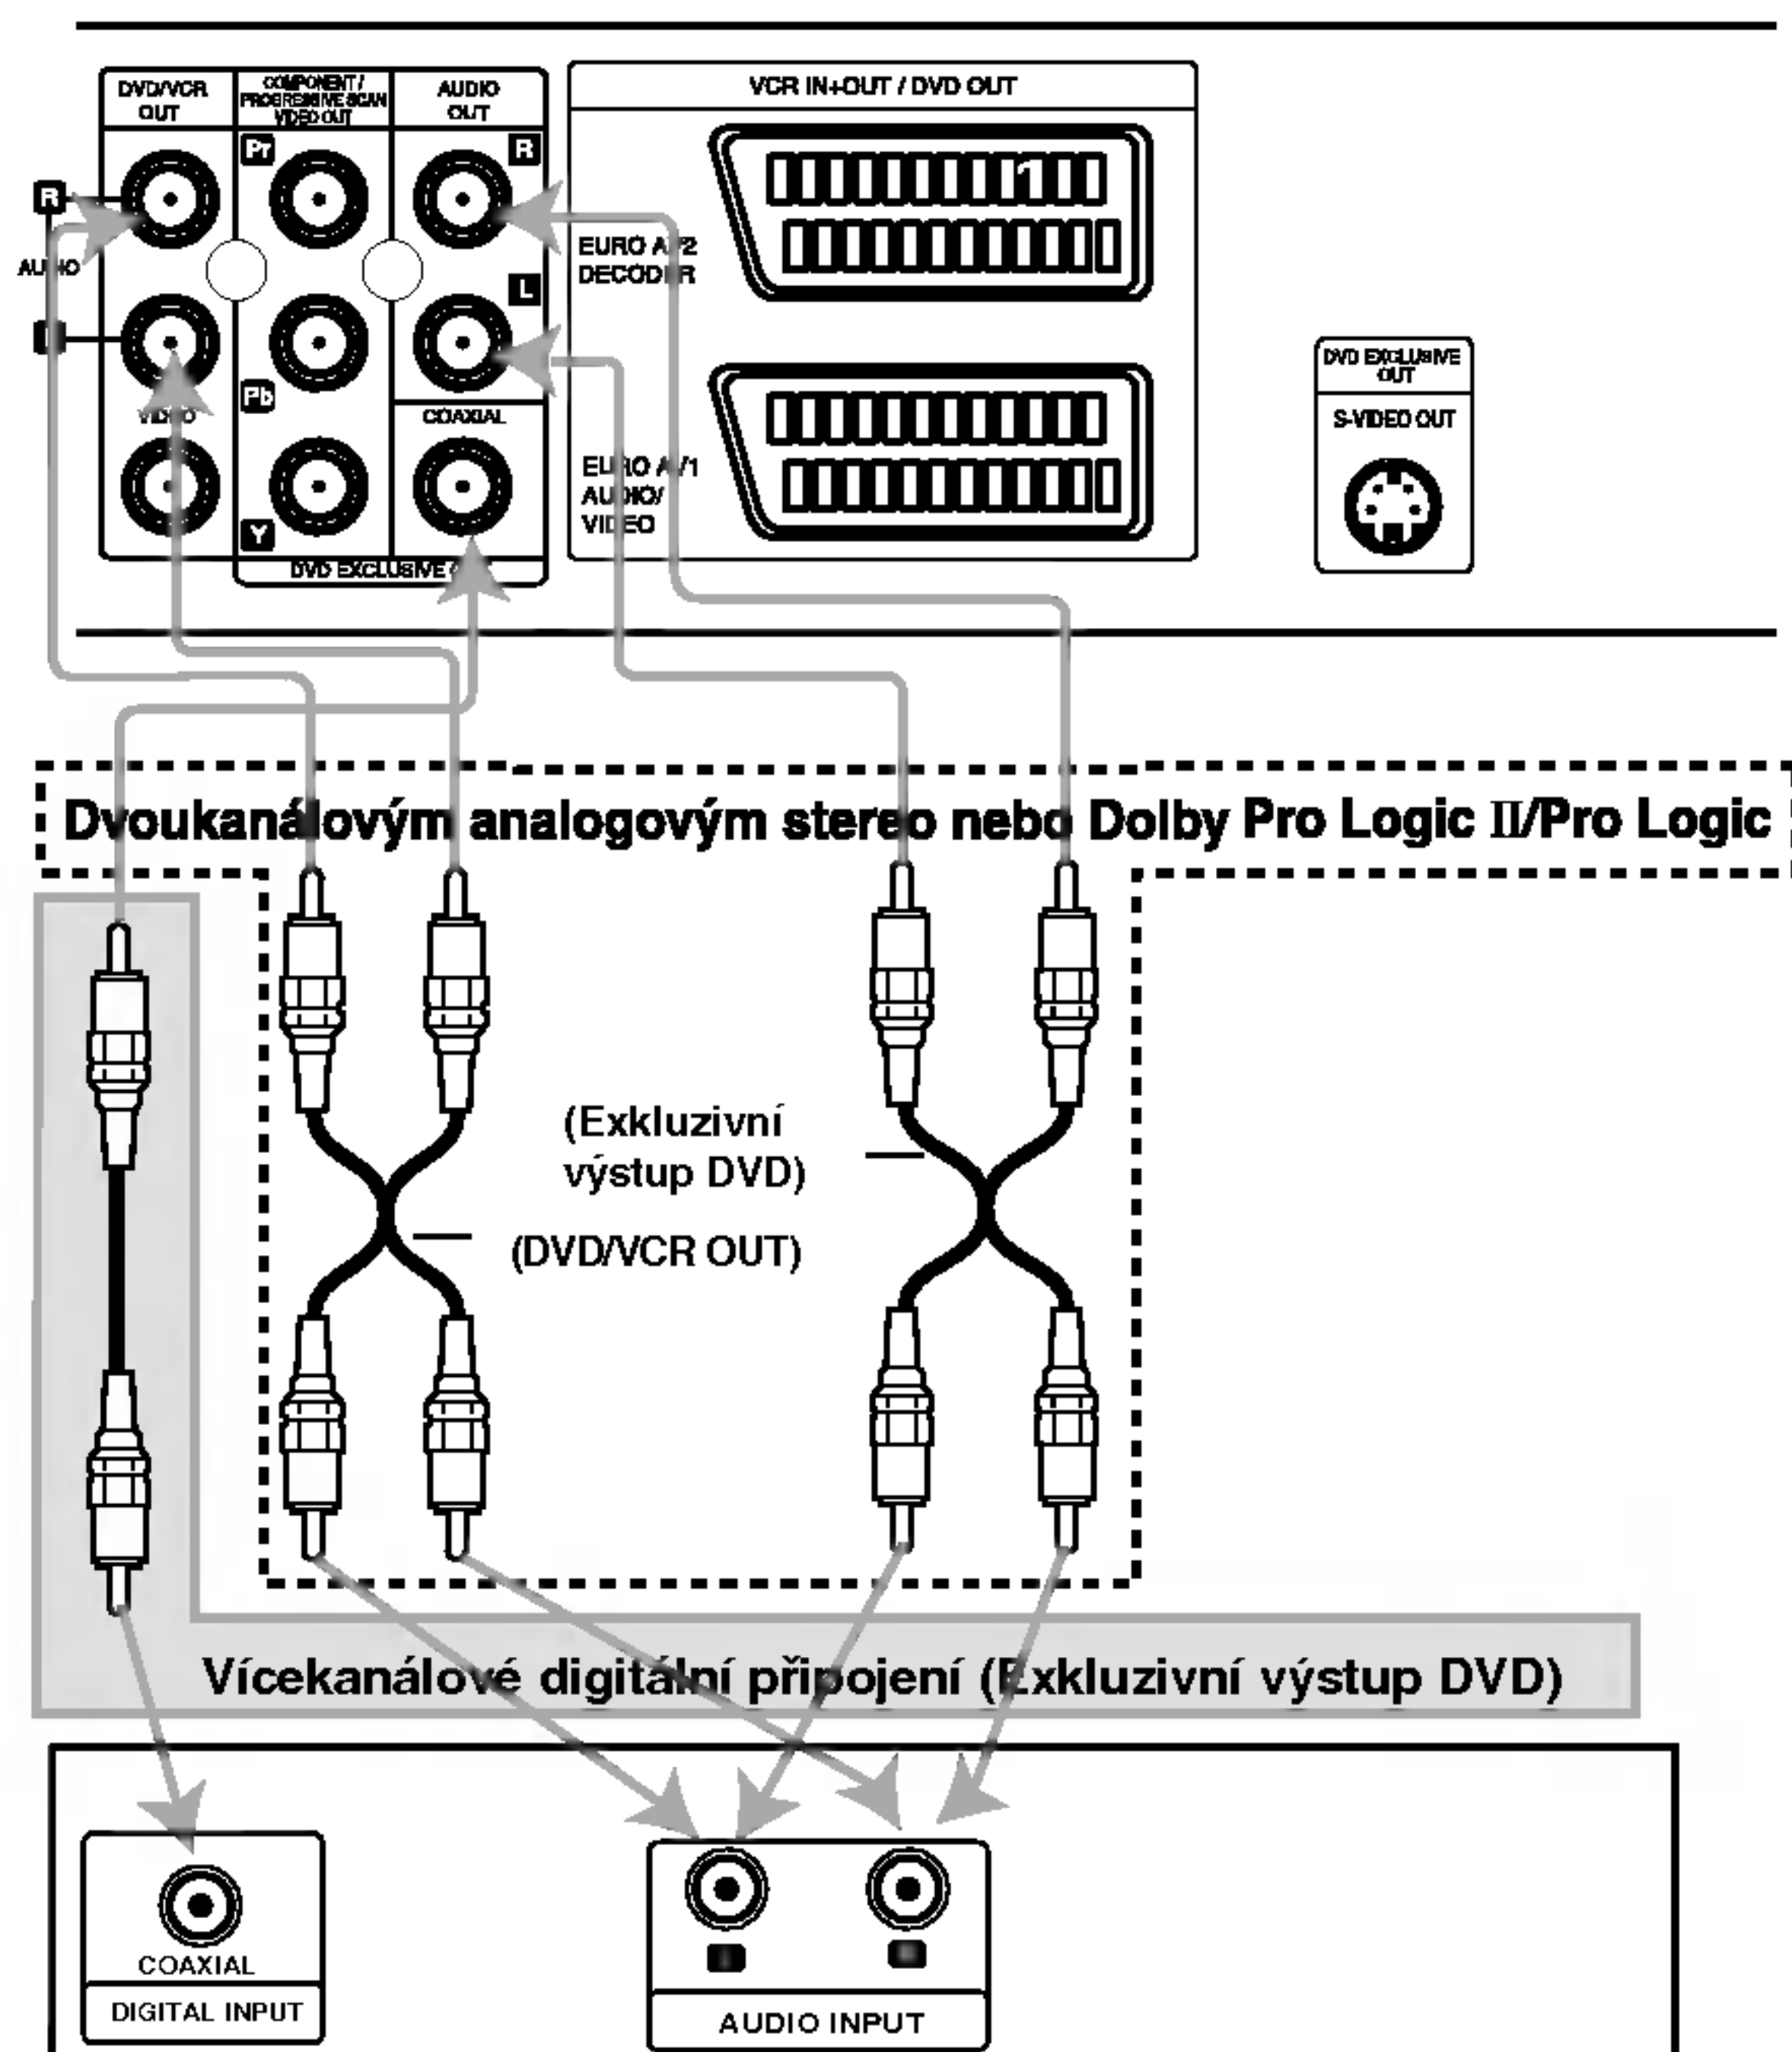 DVD/VCR
OUT
COMPONENT /
PROGRESSIVE SCAN
VIDEO OUT
AUDIO
OUT
VCR IN+OUT / DVD OUT
Pr
R
R
EURO AV2
DECODER
AUDIO
L
DVD EXCLUSIVE
OUT
S-VIDEO OUT
Pb
VIDEO
COAXIAL
EURO AV1
AUDIO/
VIDEO
Y
DVD EXCLUSIVE
Dvoukanálovým analogovým stereo nebo Dolby Pro Logic II/Pro Logic
(Exkluzivní
výstup DVD)
(DVD/VCR OUT)
Vícekanálové digitální připojení (Exkluzivní výstup DVD)
COAXIAL
DIGITAL INPUT
AUDIO INPUT